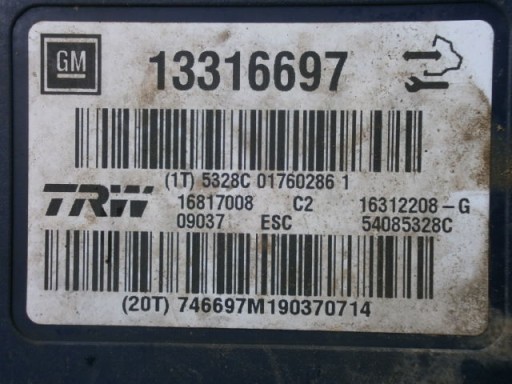 GM 13316697
(1T) 5328C 01760286 1
TRW 16817008 C2 16312208-G
09037 ESC 54085328C
(20T) 746697M190370714